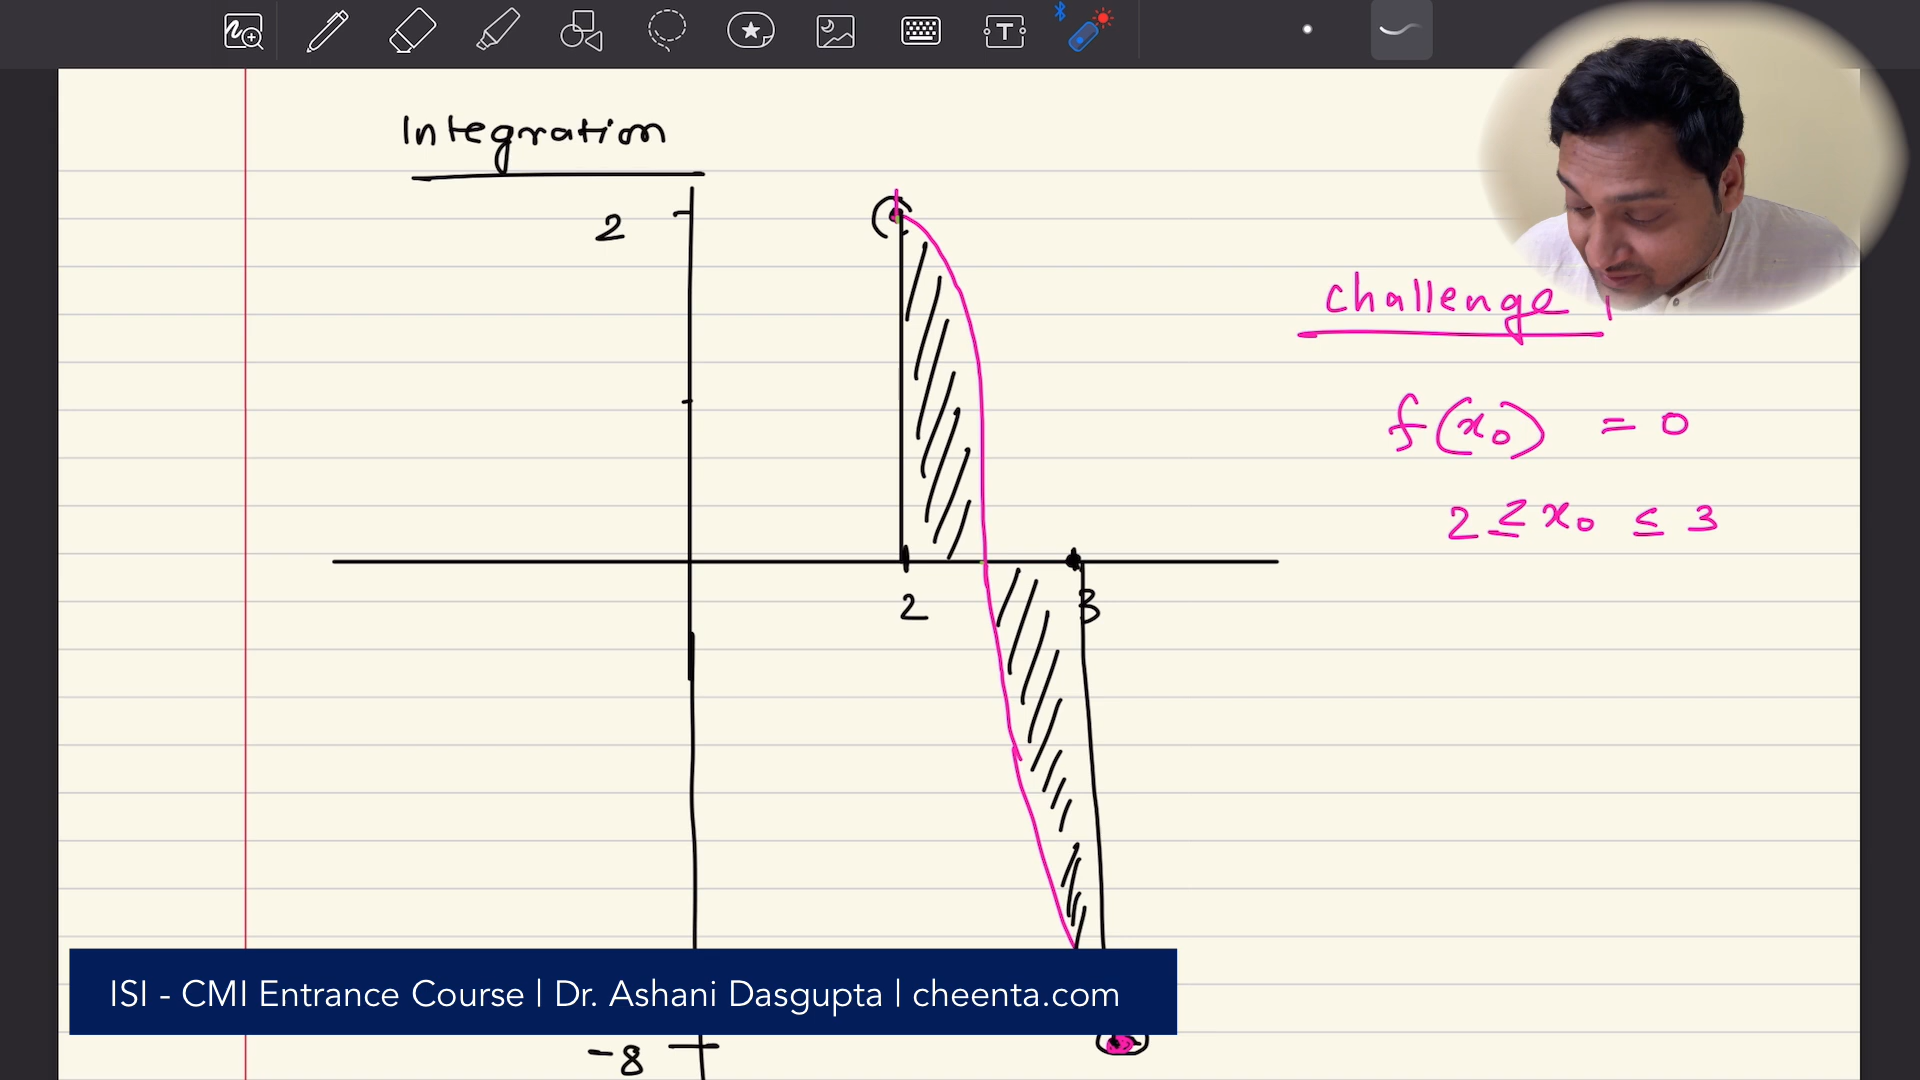 Integration
2
Challenge 1
f(x₀) = 0
2 ≤ x₀ ≤ 3
2
3
ISI - CMI Entrance Course | Dr. Ashani Dasgupta | cheenta.com
-8